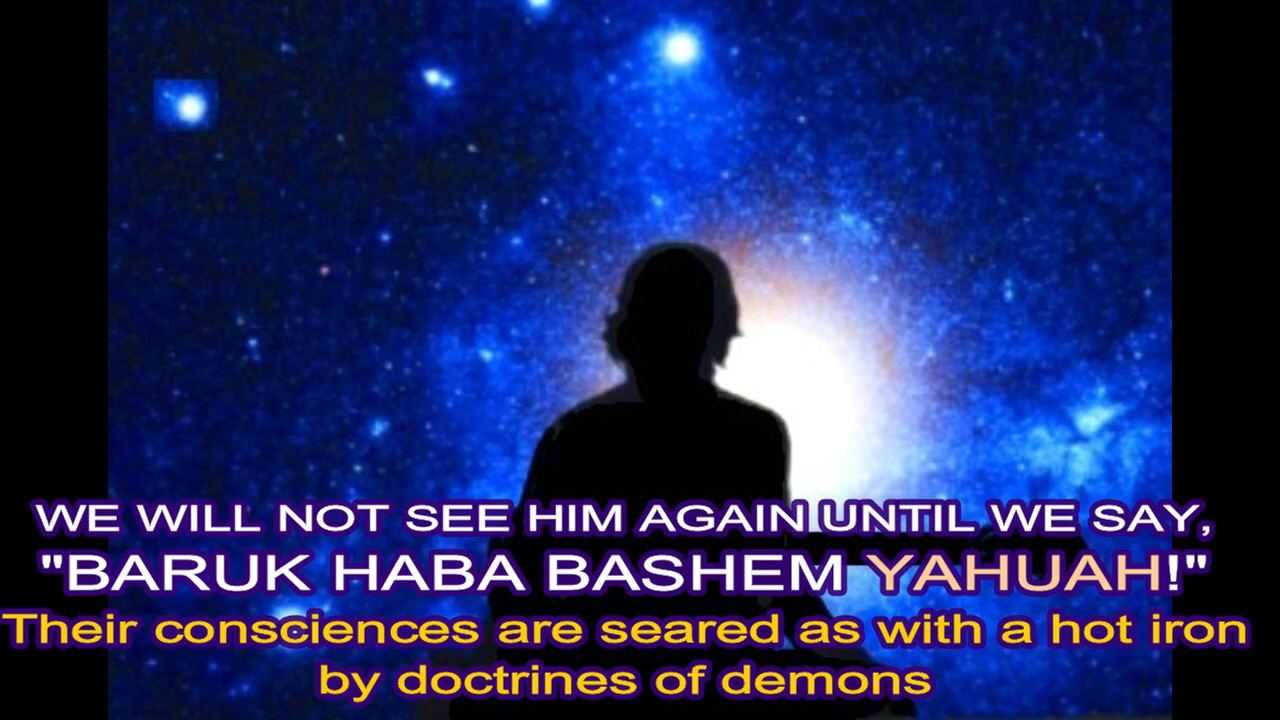 WE WILL NOT SEE HIM AGAIN UNTIL WE SAY,
"BARUK HABA BASHEM YAHUAH!"
Their consciences are seared as with a hot iron
by doctrines of demons